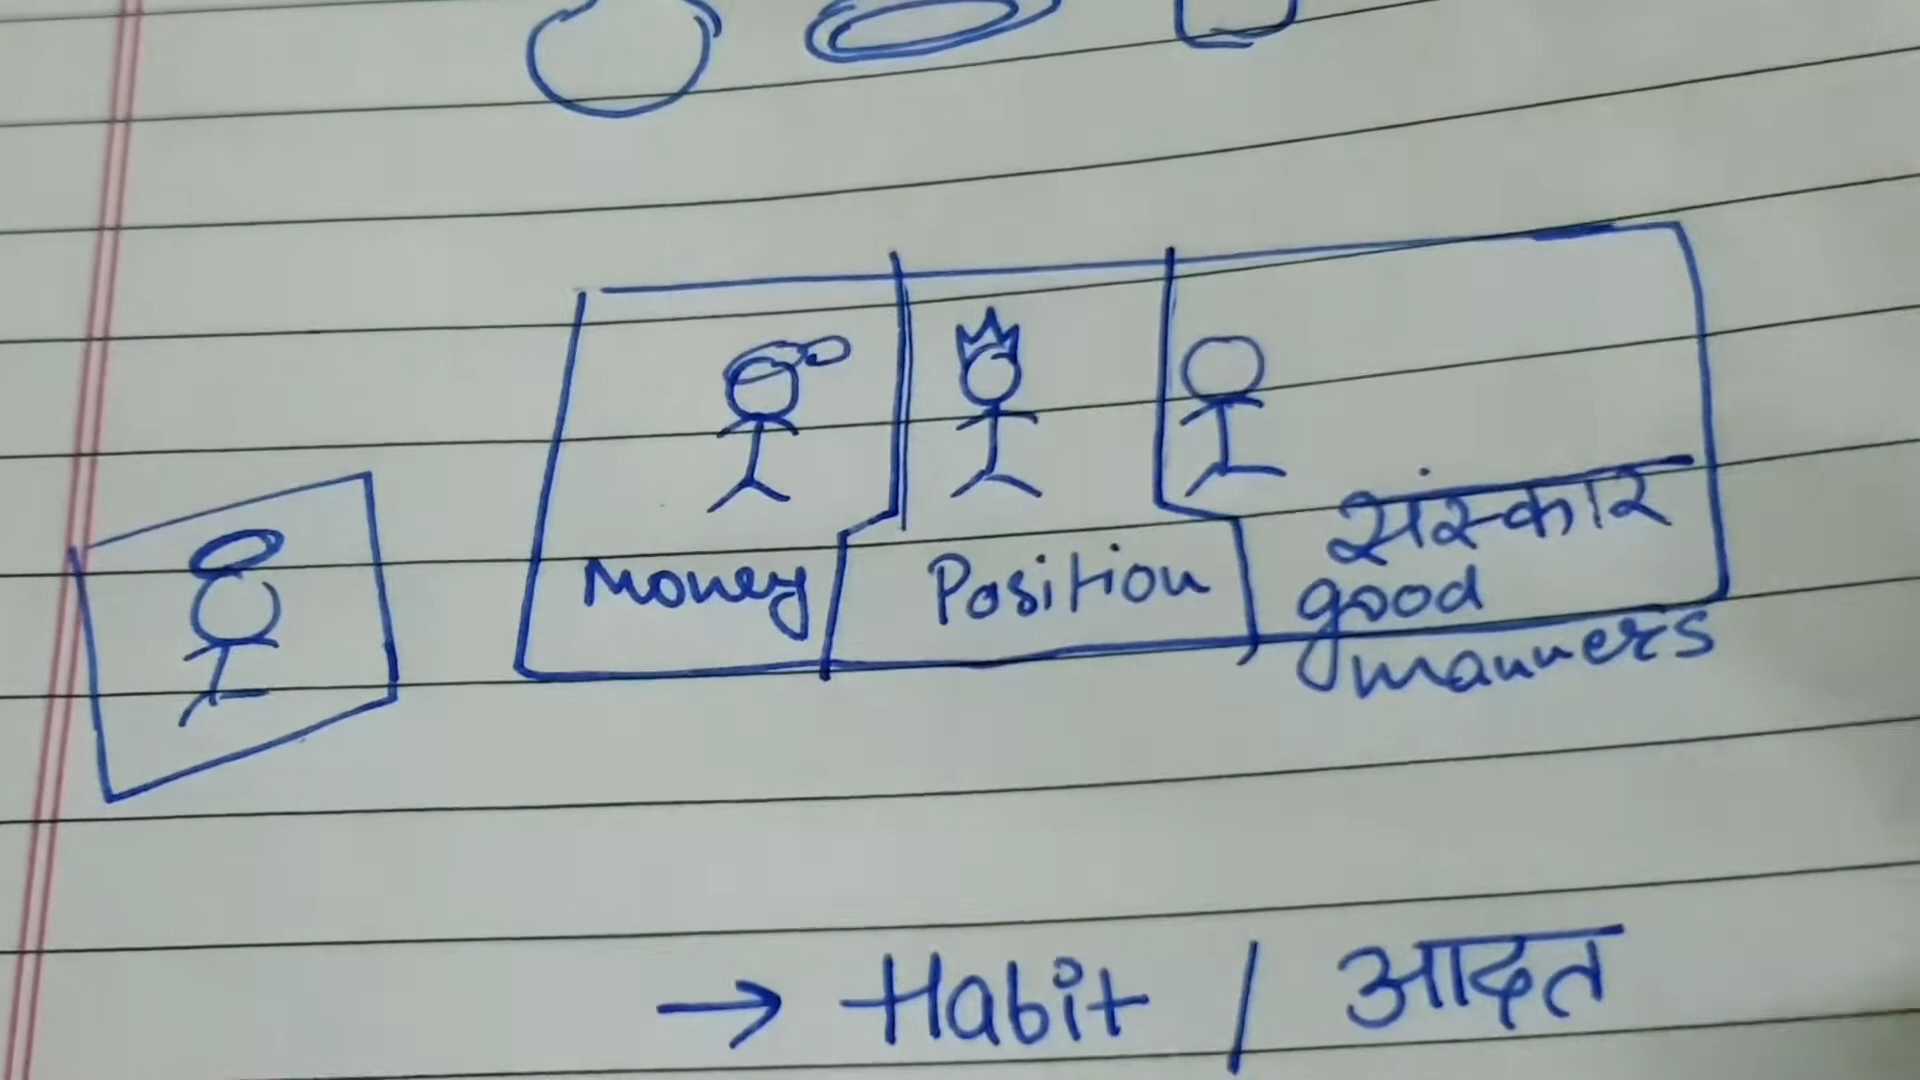 Money
Position
संस्कार
good
manners
→ Habit / आदत